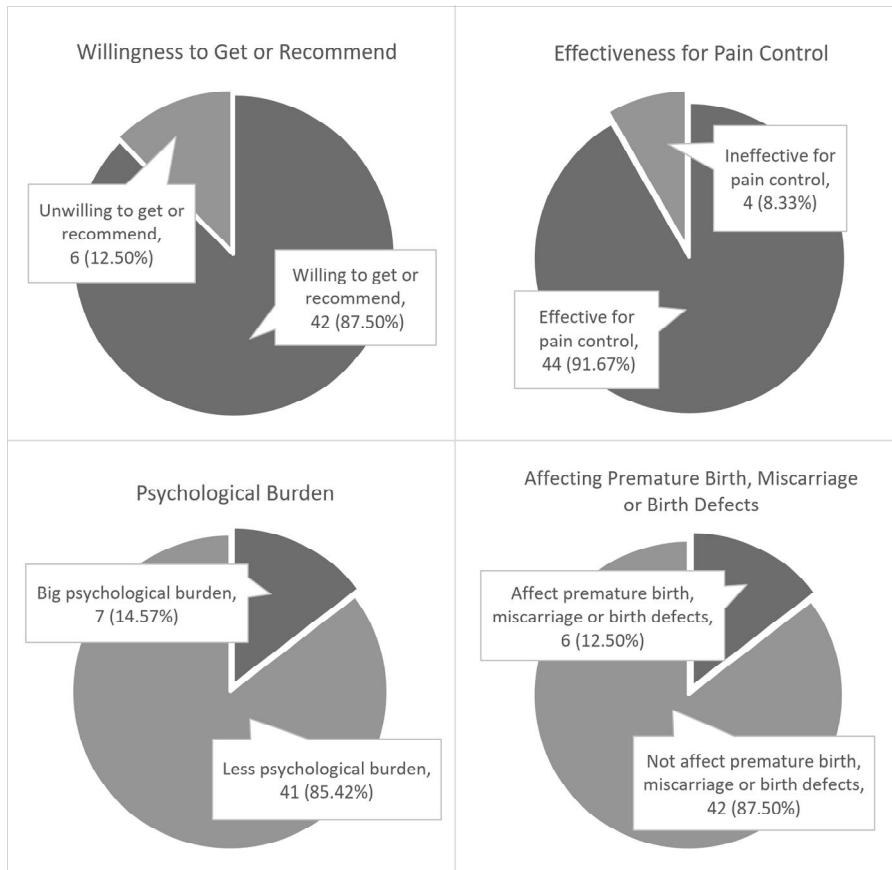 Willingness to Get or Recommend
Unwilling to get or
recommend,
6 (12.50%)
Willing to get or
recommend,
42 (87.50%)
Effectiveness for Pain Control
Ineffective for
pain control,
4 (8.33%)
Effective for
pain control,
44 (91.67%)
Psychological Burden
Big psychological burden,
7 (14.57%)
Less psychological burden,
41 (85.42%)
Affecting Premature Birth, Miscarriage
or Birth Defects
Affect premature birth,
miscarriage or birth defects,
6 (12.50%)
Not affect premature birth,
miscarriage or birth defects,
42 (87.50%)